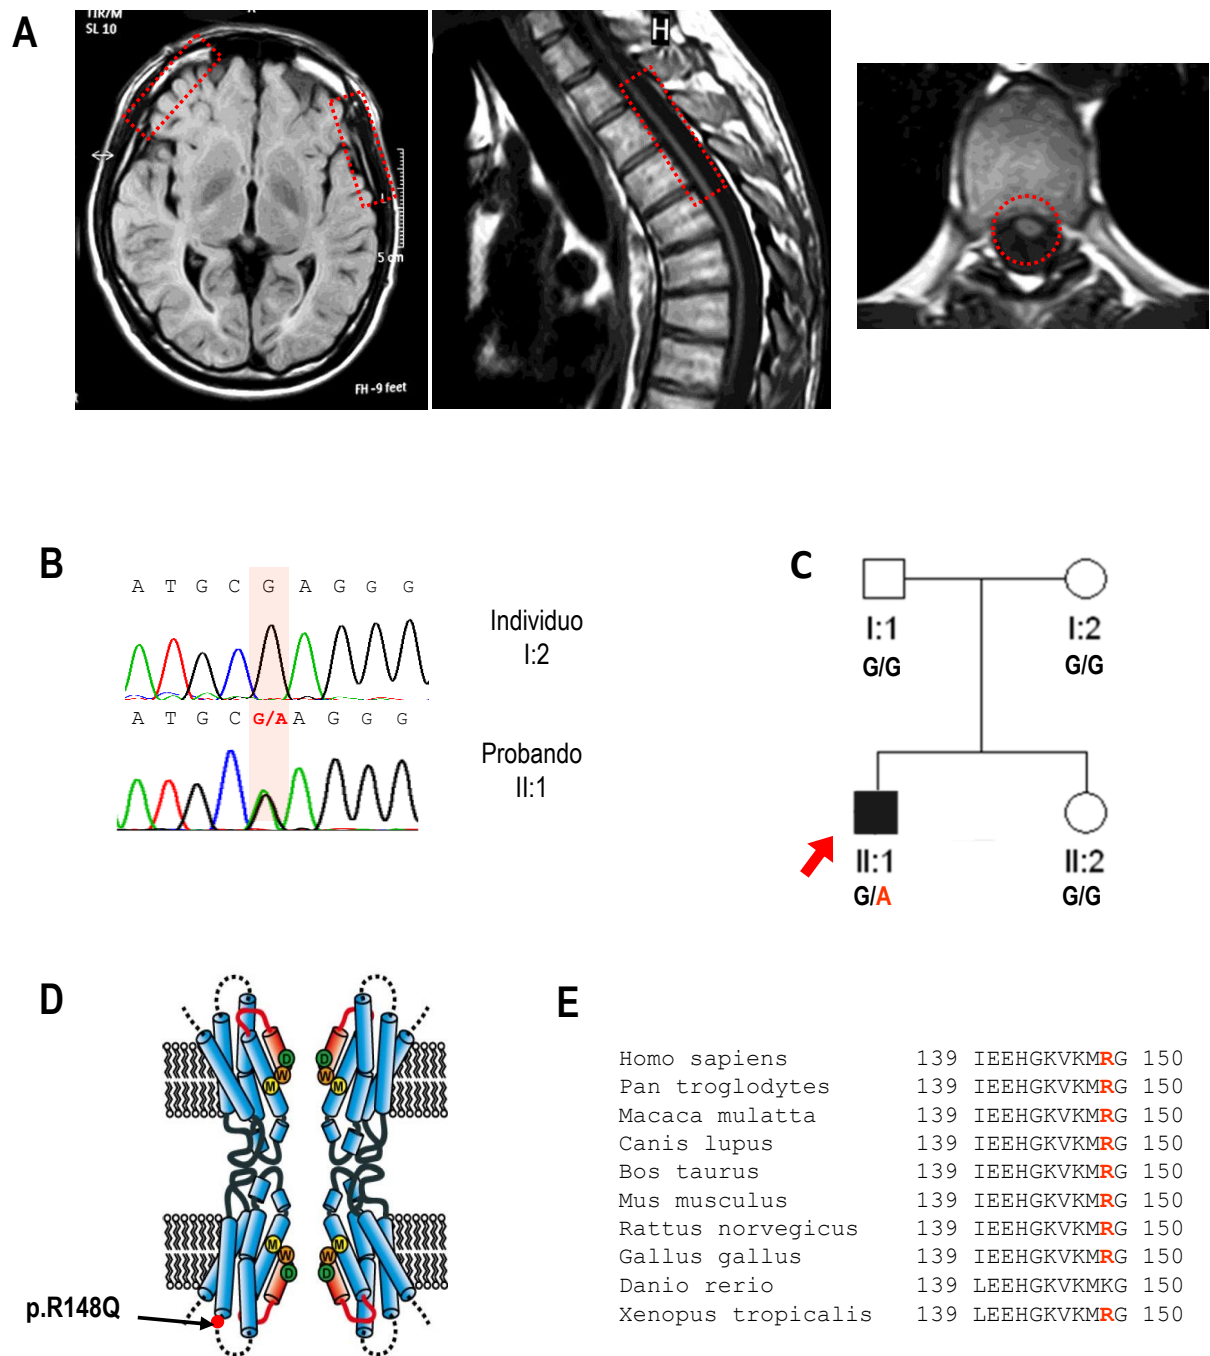 A
TIR/M
SL 10
A
L
5 cm
FH -9 feet
H
B
A T G C G A G G G
Individuo
I:2
A T G C G/A A G G G
Probando
II:1
C
I:1
G/G
I:2
G/G
II:1
G/A
II:2
G/G
D
D D
W W
M M
M M
W W
D D
p.R148Q
E
Homo sapiens 139 IEEHGKVKMRG 150
Pan troglodytes 139 IEEHGKVKMRG 150
Macaca mulatta 139 IEEHGKVKMRG 150
Canis lupus 139 IEEHGKVKMRG 150
Bos taurus 139 IEEHGKVKMRG 150
Mus musculus 139 IEEHGKVKMRG 150
Rattus norvegicus 139 IEEHGKVKMRG 150
Gallus gallus 139 IEEHGKVKMRG 150
Danio rerio 139 LEEHGKVKMKG 150
Xenopus tropicalis 139 LEEHGKVKMRG 150